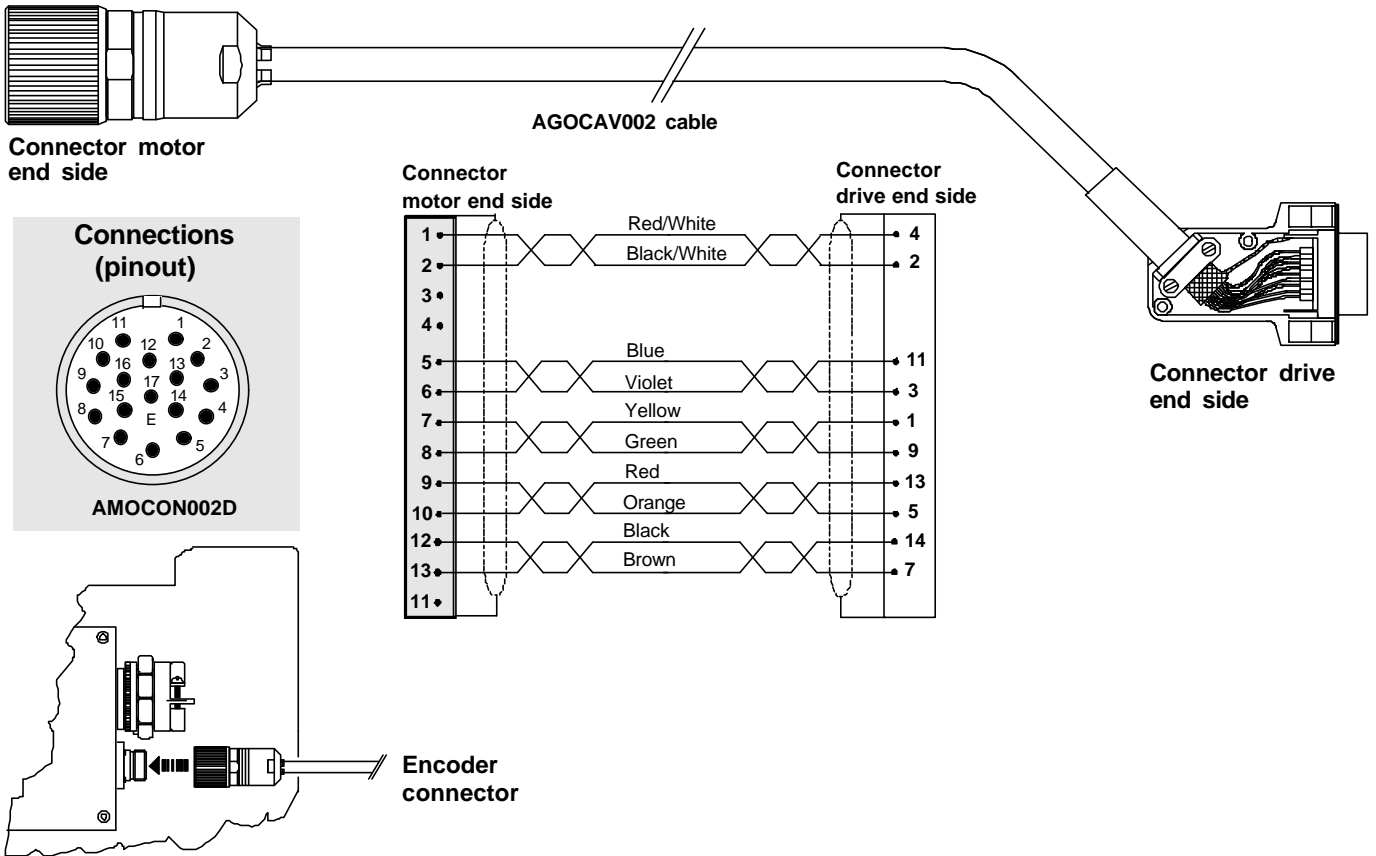 Connector motor
end side
AGOCAV002 cable
Connector drive
end side
Connections
(pinout)
11 1
10 12 2
16 13
9 17 3
15 14
8 E 4
7 5
6
AMOCON002D
Connector
motor end side
Connector
drive end side
1 Red/White 4
2 Black/White 2
3
4
5 Blue 11
6 Violet 3
7 Yellow 1
8 Green 9
9 Red 13
10 Orange 5
12 Black 14
13 Brown 7
11
Encoder
connector